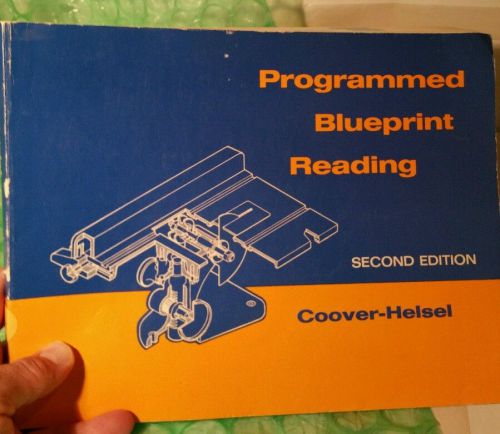 Programmed
Blueprint
Reading
SECOND EDITION
Coover-Helsel